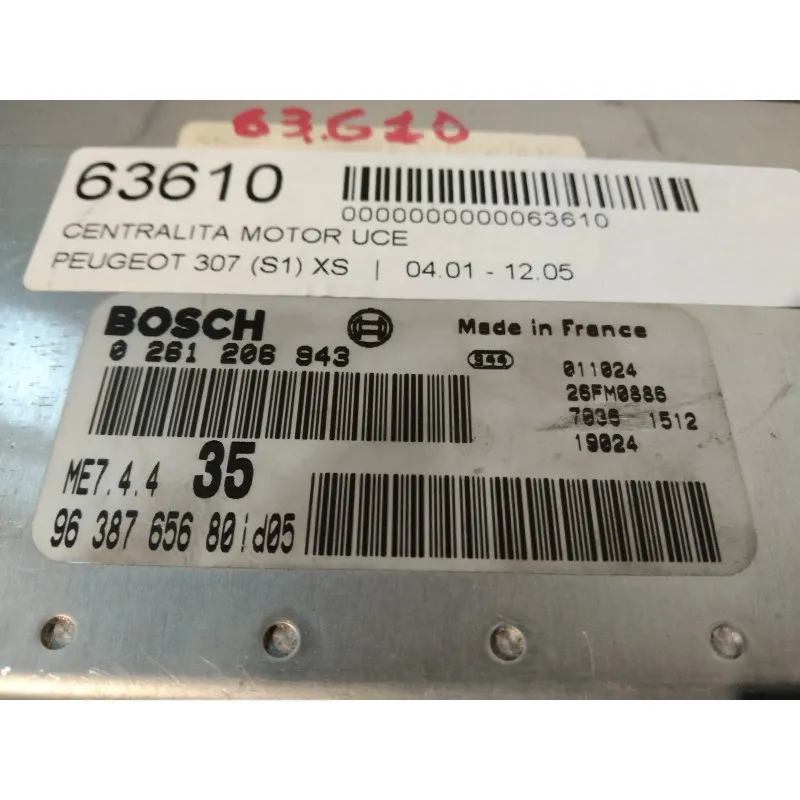 63.610
63610
0000000000063610
CENTRALITA MOTOR UCE
PEUGEOT 307 (S1) XS | 04.01 - 12.05
BOSCH Made in France
0 261 206 943 944 011024
26FM0886
7036 1512
19024
ME7.4.4 35
96 387 656 80 id05